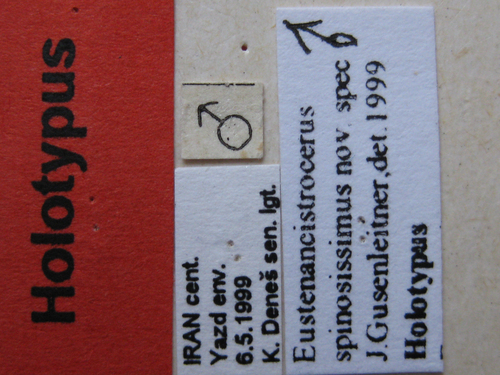 Holotypus
♂
IRAN cent.
Yazd env.
6.5.1999
K. Deneš sen. lgt.
Eustenancistrocerus ♂
spinosissimus nov. spec
J.Gusenleitner,det.1999
Holotypus